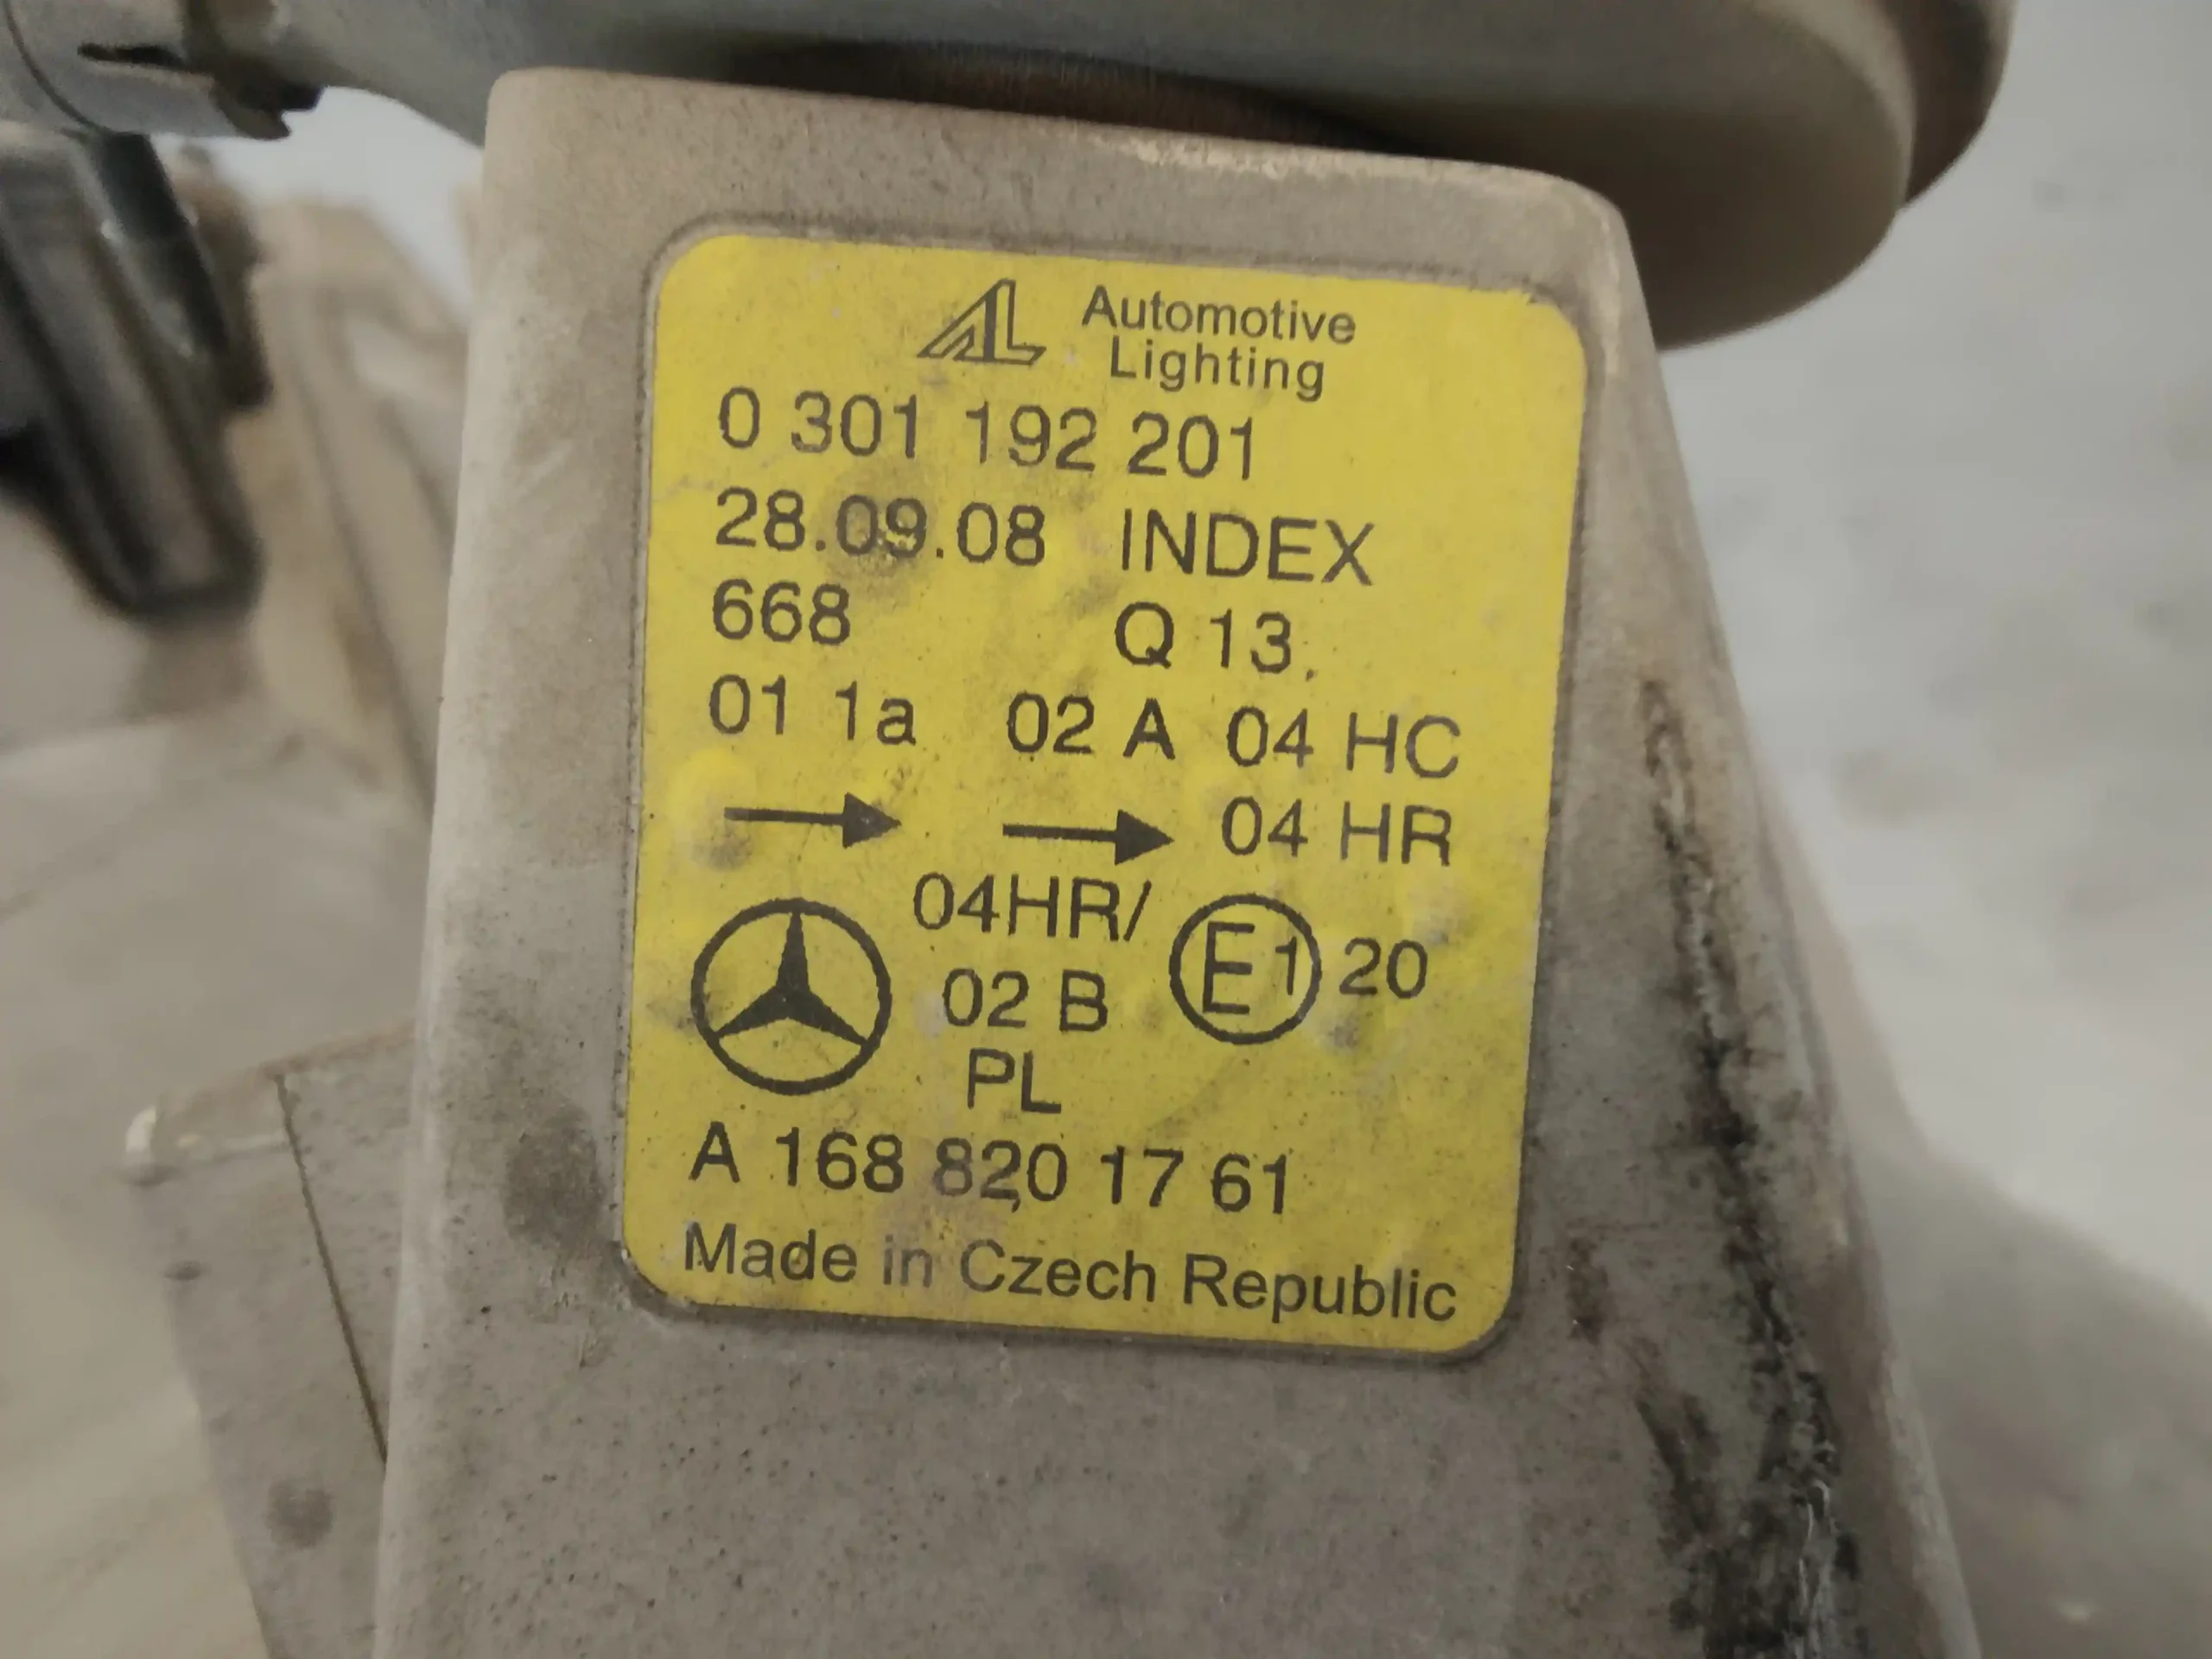 Automotive
Lighting
0 301 192 201
28.09.08 INDEX
668 Q 13.
01 1a 02 A 04 HC
04 HR
04HR/
02 B E1 20
PL
A 168 820 17 61
Made in Czech Republic